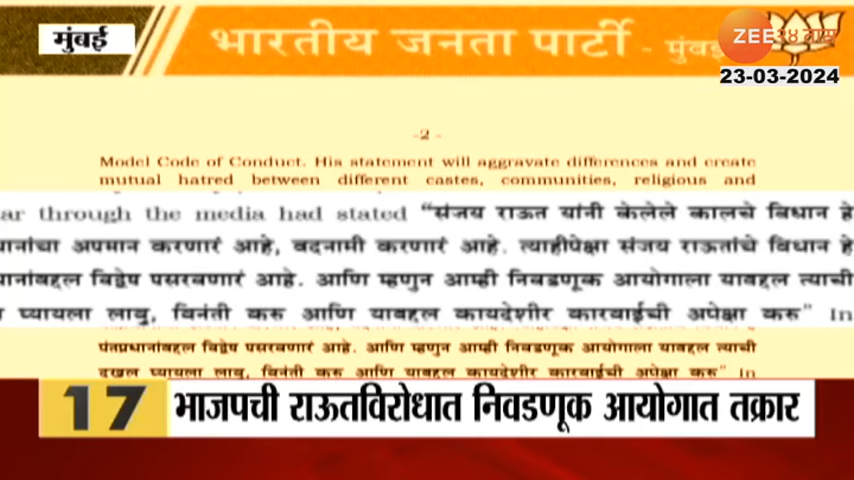 मुंबई
भारतीय जनता पार्टी - मुंबई
ZEE २४ तास
23-03-2024
-2 -
Model Code of Conduct. His statement will aggravate differences and create
mutual hatred between different castes, communities, religious and
ar through the media had stated "संजय राऊत यांनी केलेले कालचे विधान हे
अपमान करणारं आहे, बदनामी करणारं आहे. त्याहीपेक्षा संजय राऊतांचे विधान हे
विद्वेष पसरवणारं आहे. आणि म्हणुन आम्ही निवडणूक आयोगाला याबद्दल त्याची
घ्यायला लावु, विनंती करु आणि याबद्दल कायदेशीर कारवाईची अपेक्षा करु" In
पंतप्रधानांबद्दल विद्वेष पसरवणारं आहे. आणि म्हणुन आम्ही निवडणूक आयोगाला याबद्दल त्याची
दखल घ्यायला लावु, विनंती करु आणि याबद्दल कायदेशीर कारवाईची अपेक्षा करु" In
17 भाजपची राऊतविरोधात निवडणूक आयोगात तक्रार